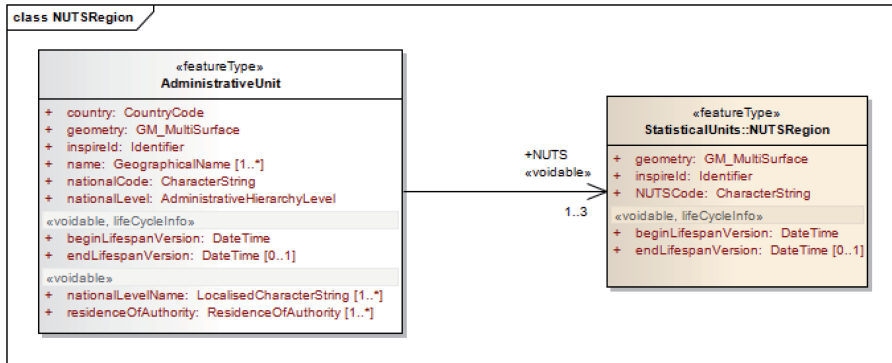 class NUTSRegion
«featureType»
AdministrativeUnit
+ country: CountryCode
+ geometry: GM_MultiSurface
+ inspireId: Identifier
+ name: GeographicalName [1..*]
+ nationalCode: CharacterString
+ nationalLevel: AdministrativeHierarchyLevel
«voidable, lifeCycleInfo»
+ beginLifespanVersion: DateTime
+ endLifespanVersion: DateTime [0..1]
«voidable»
+ nationalLevelName: LocalisedCharacterString [1..*]
+ residenceOfAuthority: ResidenceOfAuthority [1..*]
+NUTS
«voidable»
1..3
«featureType»
StatisticalUnits::NUTSRegion
+ geometry: GM_MultiSurface
+ inspireId: Identifier
+ NUTSCode: CharacterString
«voidable, lifeCycleInfo»
+ beginLifespanVersion: DateTime
+ endLifespanVersion: DateTime [0..1]